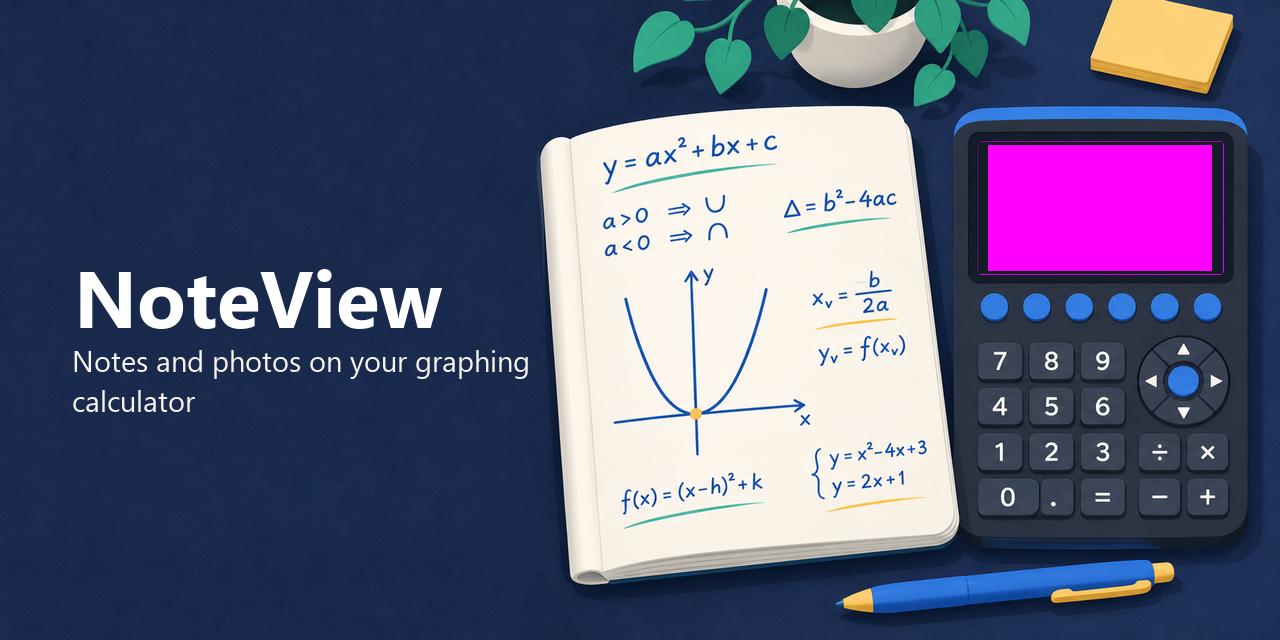 NoteView
Notes and photos on your graphing
calculator
y = ax² + bx + c
a > 0 ⇒ ∪
a < 0 ⇒ ∩
Δ = b² − 4ac
y
x
xᵥ = b/2a
yᵥ = f(xᵥ)
f(x) = (x−h)² + k
{ y = x² − 4x + 3
y = 2x + 1
7 8 9
4 5 6
1 2 3 ÷ ×
0 . = − +